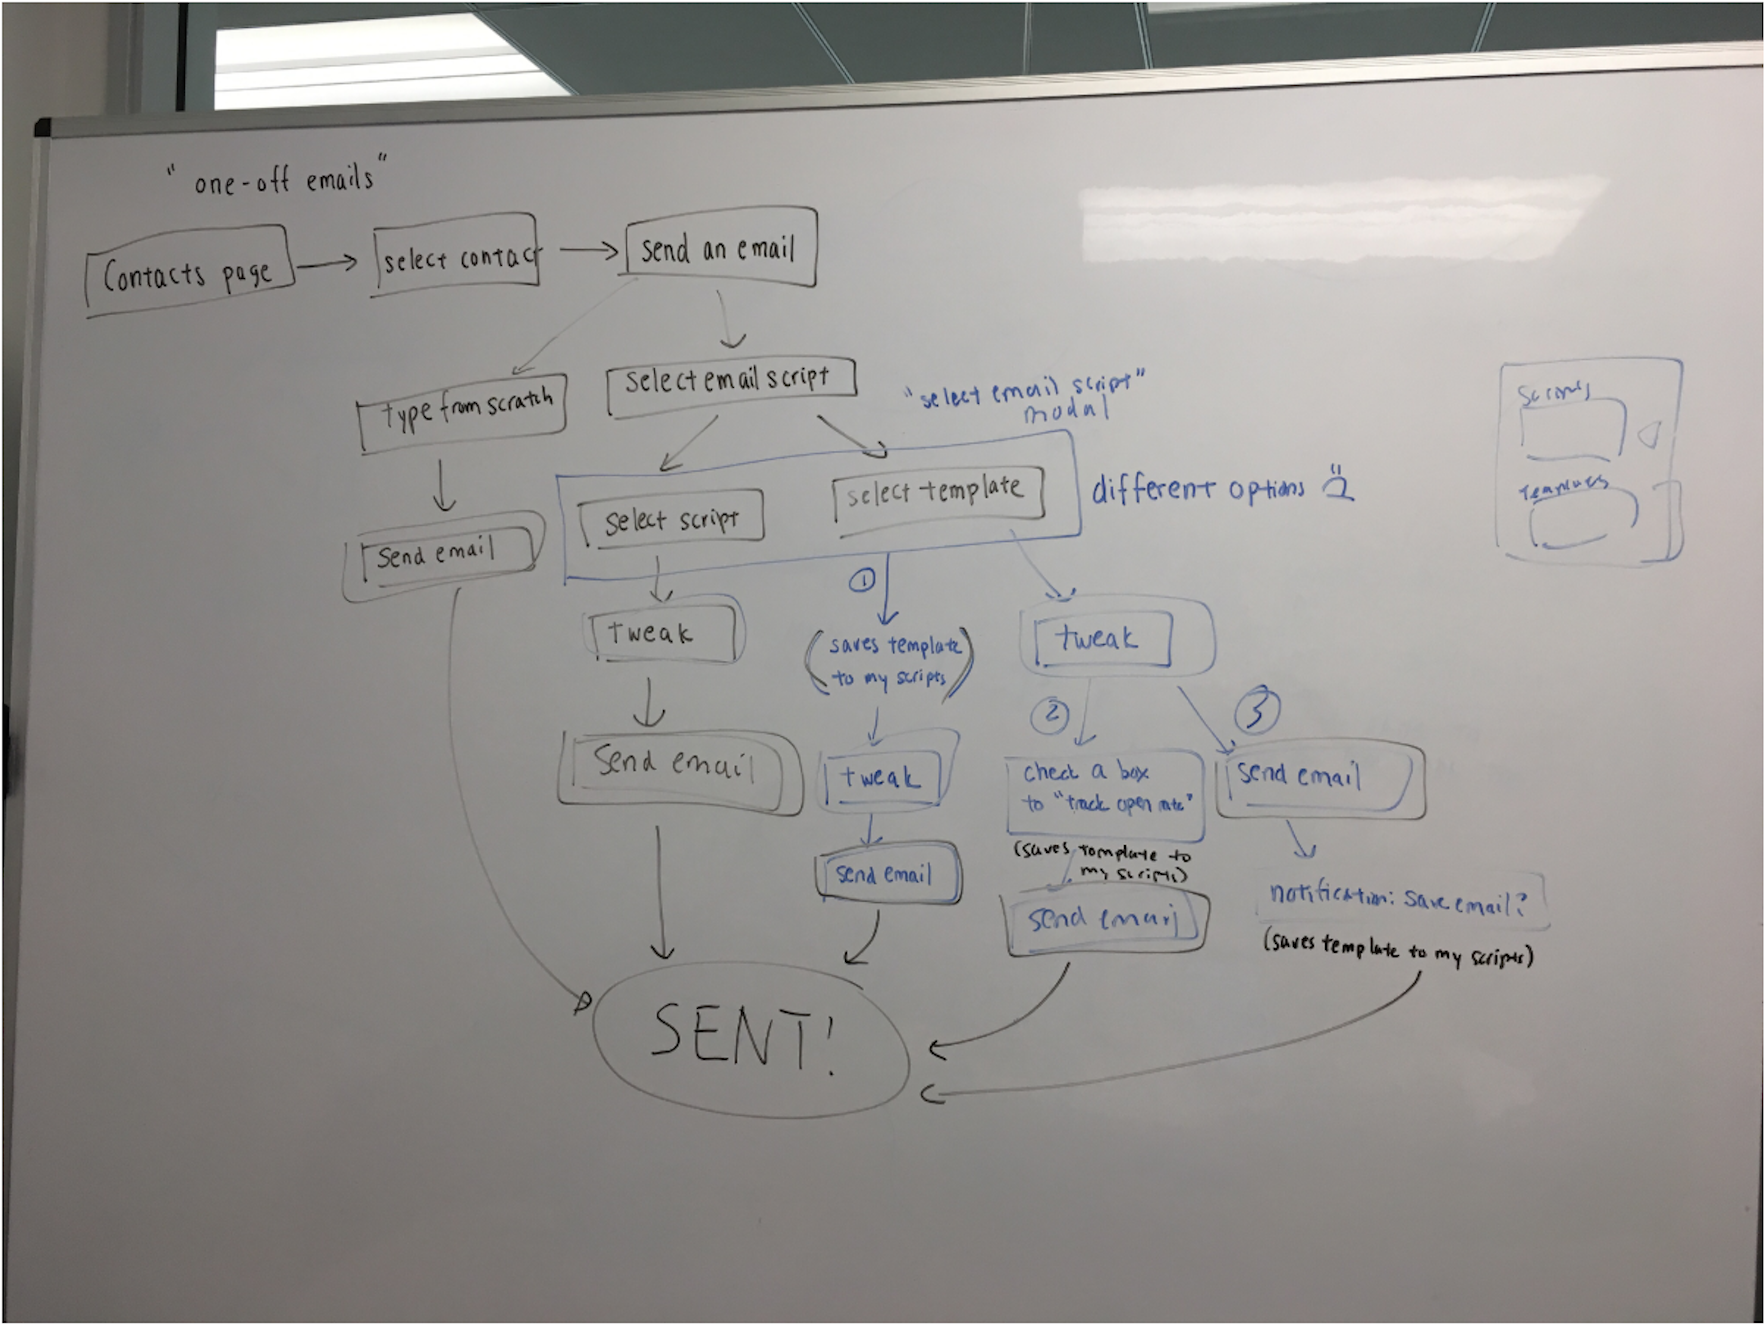 "one-off emails"
Contacts page
select contact
send an email
type from scratch
Select email script
"select email script"
modal
Scripts
select script
select template
different options
Templates
Send email
①
tweak
(saves template
to my scripts)
tweak
②
③
Send email
tweak
check a box
to "track open rate"
send email
(saves template to
my scripts)
send email
send email
notification: save email?
(saves template to my scripts)
SENT!